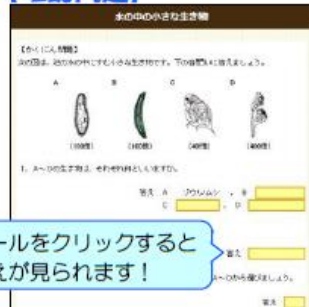 水の中の小さな生き物
【かくにん問題】
次の図は、池の水の中にすむ小さな生き物です。下の各問いに答えましょう。
A B C D
(100倍) (100倍) (40倍) (400倍)
1. A～Dの生き物は、それぞれ何といいますか。
答え A ゾウリムシ , B
C , D
ールをクリックすると
えが見られます！
答え
A～Dから選びましょう。
答え